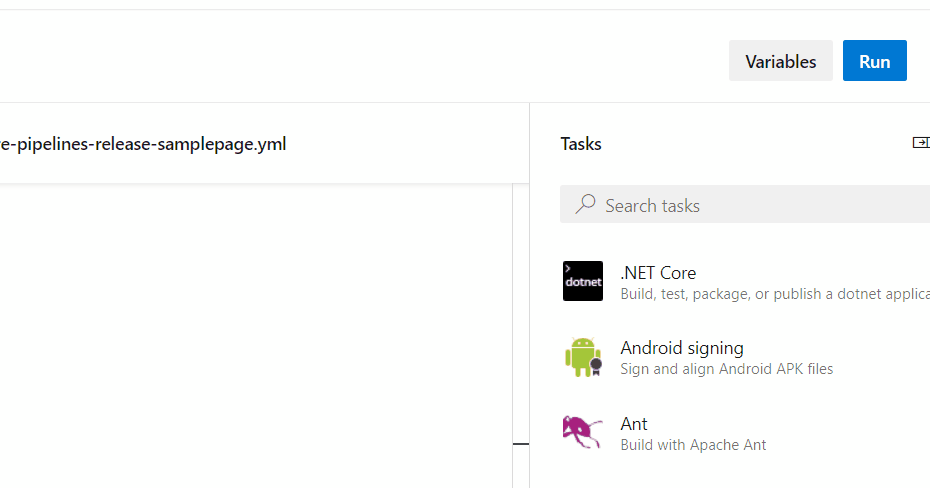 Variables
Run
e-pipelines-release-samplepage.yml
Tasks
Search tasks
dotnet
.NET Core
Build, test, package, or publish a dotnet applica
Android signing
Sign and align Android APK files
Ant
Build with Apache Ant